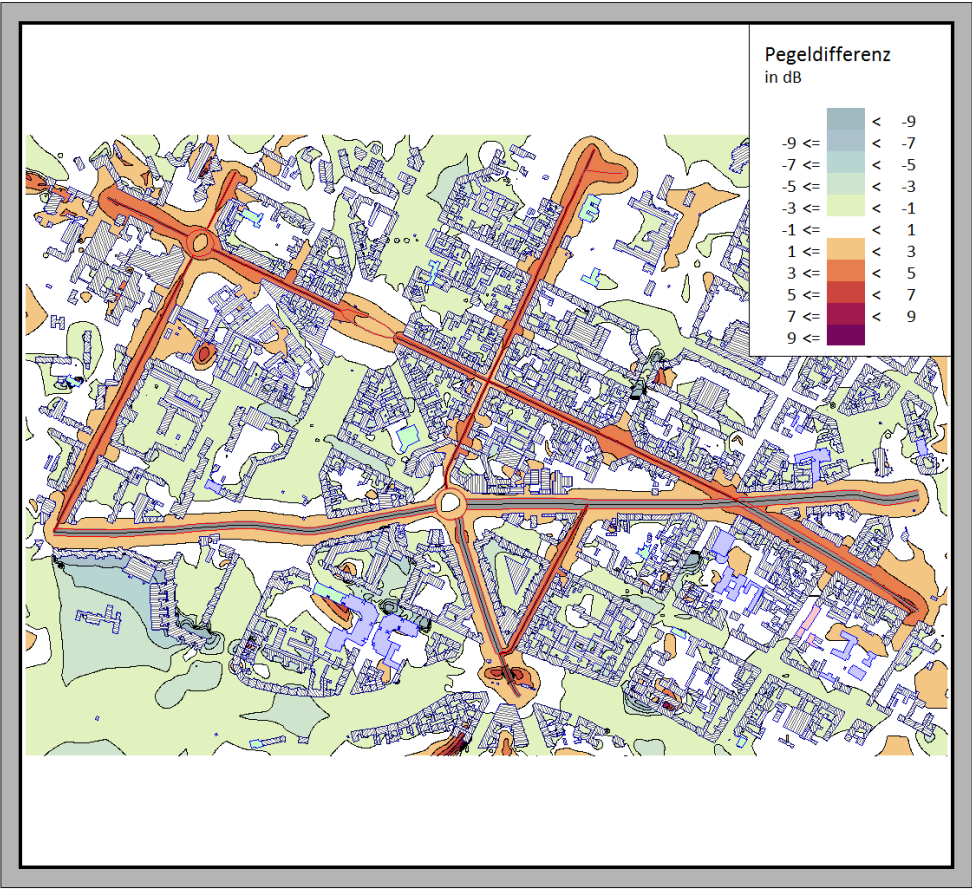 Pegeldifferenz
in dB
< -9
-9 <= < -7
-7 <= < -5
-5 <= < -3
-3 <= < -1
-1 <= < 1
1 <= < 3
3 <= < 5
5 <= < 7
7 <= < 9
9 <=